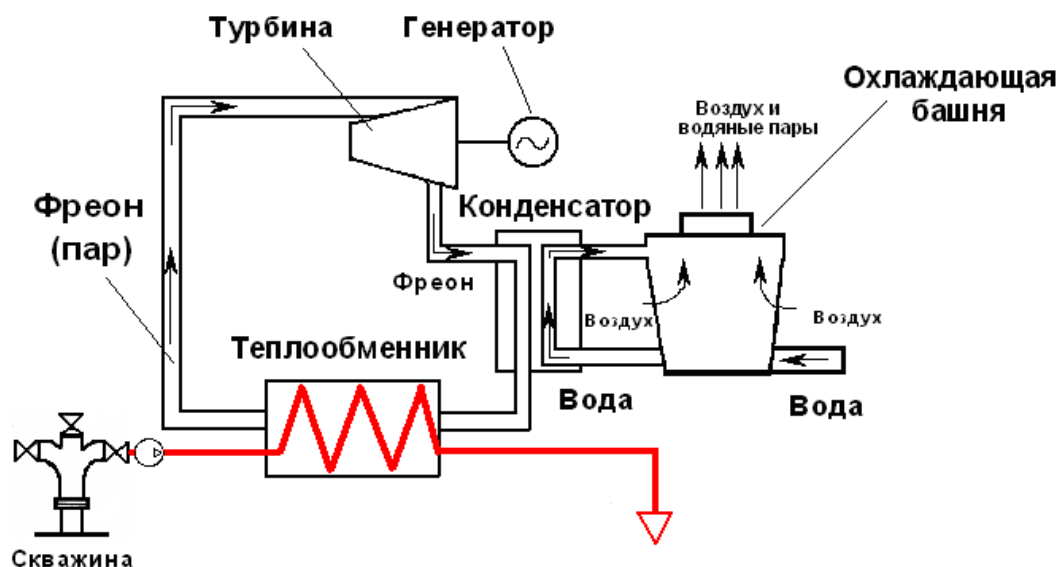 Турбина
Генератор
Охлаждающая
башня
Воздух и
водяные пары
Фреон
(пар)
Конденсатор
Фреон
Воздух
Воздух
Теплообменник
Вода
Вода
Скважина